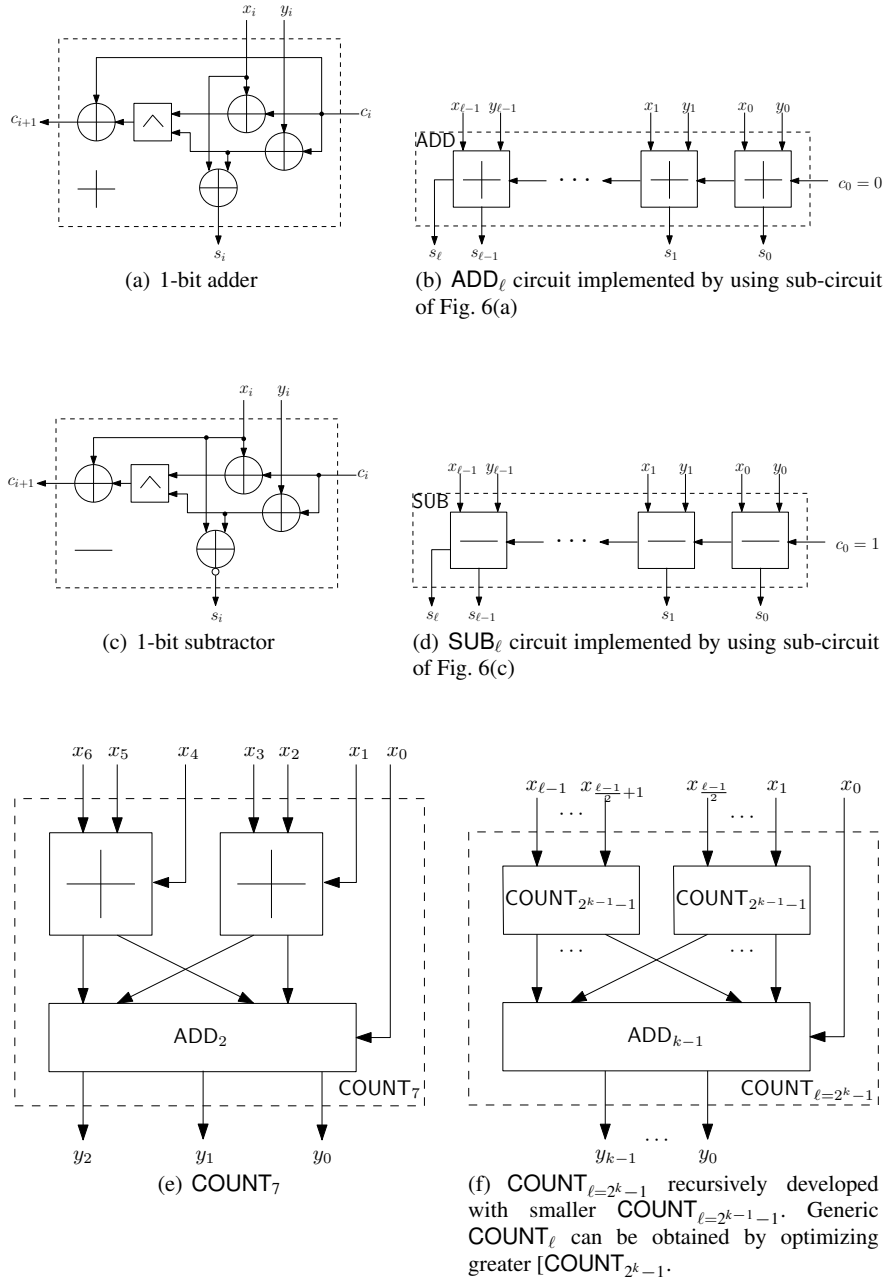 x_i y_i
c_{i+1} ∧ c_i
s_i
(a) 1-bit adder
x_{ℓ−1} y_{ℓ−1} x_1 y_1 x_0 y_0
ADD
· · · c_0 = 0
s_ℓ s_{ℓ−1} s_1 s_0
(b) ADD_ℓ circuit implemented by using sub-circuit
of Fig. 6(a)
x_i y_i
c_{i+1} ∧ c_i
s_i
(c) 1-bit subtractor
x_{ℓ−1} y_{ℓ−1} x_1 y_1 x_0 y_0
SUB
· · · c_0 = 1
s_ℓ s_{ℓ−1} s_1 s_0
(d) SUB_ℓ circuit implemented by using sub-circuit
of Fig. 6(c)
x_6 x_5 x_4 x_3 x_2 x_1 x_0
ADD_2
COUNT_7
y_2 y_1 y_0
(e) COUNT_7
x_{ℓ−1} x_{\frac{ℓ−1}{2}+1} x_{\frac{ℓ−1}{2}} x_1 x_0
· · · · · ·
COUNT_{2^{k−1}−1} COUNT_{2^{k−1}−1}
· · · · · ·
ADD_{k−1}
COUNT_{ℓ=2^k−1}
y_{k−1} · · · y_0
(f) COUNT_{ℓ=2^k−1} recursively developed
with smaller COUNT_{ℓ=2^{k−1}−1}. Generic
COUNT_ℓ can be obtained by optimizing
greater [COUNT_{2^k−1}.